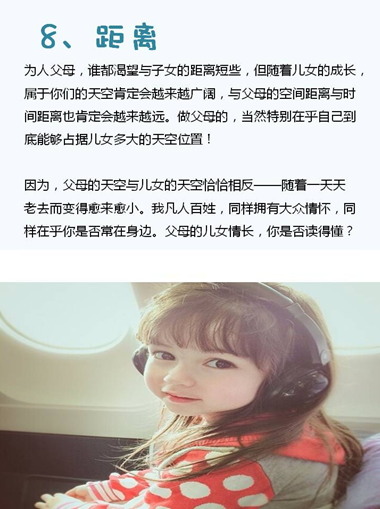 8、距离
为人父母，谁都渴望与子女的距离短些，但随着儿女的成长，
属于你们的天空肯定会越来越广阔，与父母的空间距离与时
间距离也肯定会越来越远。做父母的，当然特别在乎自己到
底能够占据儿女多大的天空位置！
因为，父母的天空与儿女的天空恰恰相反——随着一天天
老去而变得愈来愈小。我凡人百姓，同样拥有大众情怀，同
样在乎你是否常在身边。父母的儿女情长，你是否读得懂？